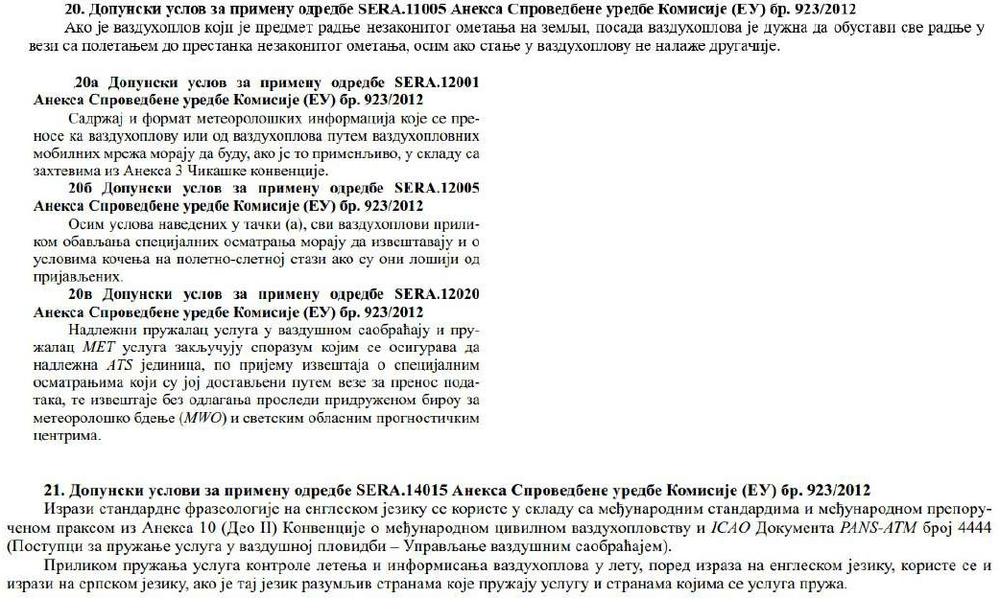 20. Допунски услов за примену одредбе SERA.11005 Анекса Спроведбене уредбе Комисије (ЕУ) бр. 923/2012
Ако је ваздухоплов који је предмет радње незаконитог ометања на земљи, посада ваздухоплова је дужна да обустави све радње у
вези са полетањем до престанка незаконитог ометања, осим ако стање у ваздухоплову не налаже другачије.
20а Допунски услов за примену одредбе SERA.12001
Анекса Спроведбене уредбе Комисије (ЕУ) бр. 923/2012
Садржај и формат метеоролошких информација које се пре-
носе ка ваздухоплову или од ваздухоплова путем ваздухопловних
мобилних мрежа морају да буду, ако је то применљиво, у складу са
захтевима из Анекса 3 Чикашке конвенције.
20б Допунски услов за примену одредбе SERA.12005
Анекса Спроведбене уредбе Комисије (ЕУ) бр. 923/2012
Осим услова наведених у тачки (а), сви ваздухоплови прили-
ком обављања специјалних осматрања морају да извештавају и о
условима кочења на полетно-слетној стази ако су они лошији од
пријављених.
20в Допунски услов за примену одредбе SERA.12020
Анекса Спроведбене уредбе Комисије (ЕУ) бр. 923/2012
Надлежни пружалац услуга у ваздушном саобраћају и пру-
жалац MET услуга закључују споразум којим се осигурава да
надлежна ATS јединица, по пријему извештаја о специјалним
осматрањима који су јој достављени путем везе за пренос пода-
така, те извештаје без одлагања проследи придруженом бироу за
метеоролошко бдење (MWO) и светским обласним прогностичким
центрима.
21. Допунски услови за примену одредбе SERA.14015 Анекса Спроведбене уредбе Комисије (ЕУ) бр. 923/2012
Изрази стандардне фразеологије на енглеском језику се користе у складу са међународним стандардима и међународном препору-
ченом праксом из Анекса 10 (Део II) Конвенције о међународном цивилном ваздухопловству и ICAO Документа PANS-ATM број 4444
(Поступци за пружање услуга у ваздушној пловидби – Управљање ваздушним саобраћајем).
Приликом пружања услуга контроле летења и информисања ваздухоплова у лету, поред израза на енглеском језику, користе се и
изрази на српском језику, ако је тај језик разумљив странама које пружају услугу и странама којима се услуга пружа.